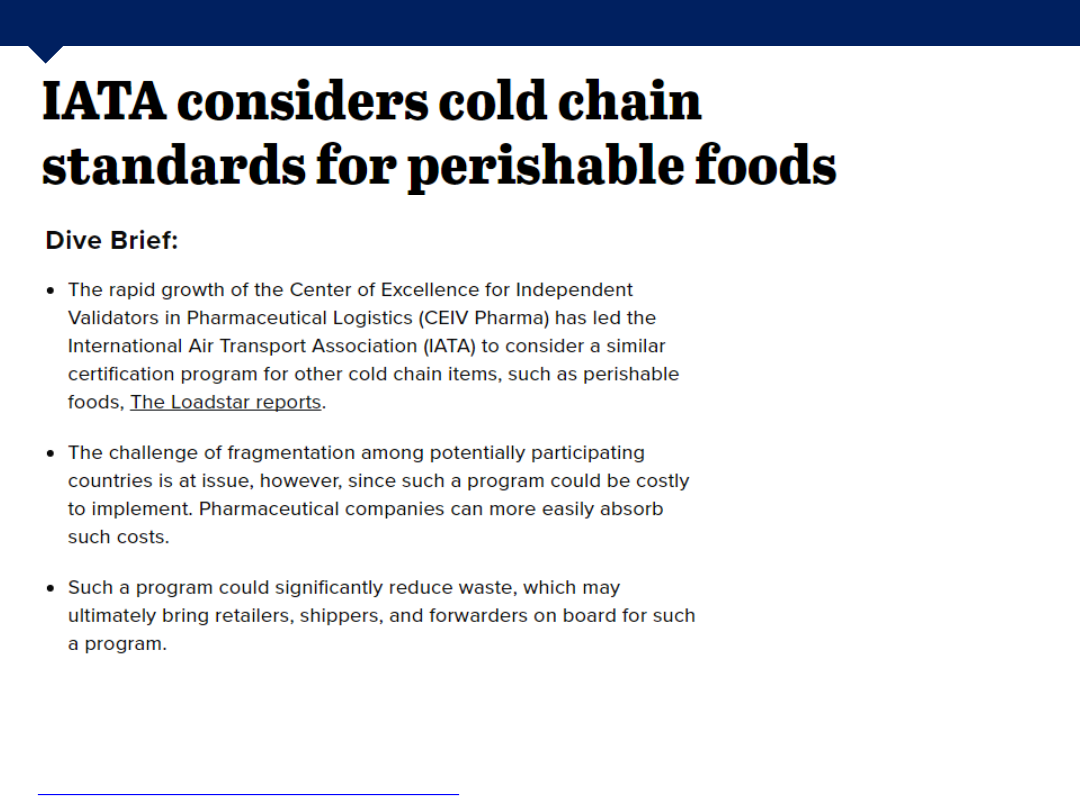 IATA considers cold chain
standards for perishable foods
Dive Brief:
• The rapid growth of the Center of Excellence for Independent
Validators in Pharmaceutical Logistics (CEIV Pharma) has led the
International Air Transport Association (IATA) to consider a similar
certification program for other cold chain items, such as perishable
foods, The Loadstar reports.
• The challenge of fragmentation among potentially participating
countries is at issue, however, since such a program could be costly
to implement. Pharmaceutical companies can more easily absorb
such costs.
• Such a program could significantly reduce waste, which may
ultimately bring retailers, shippers, and forwarders on board for such
a program.